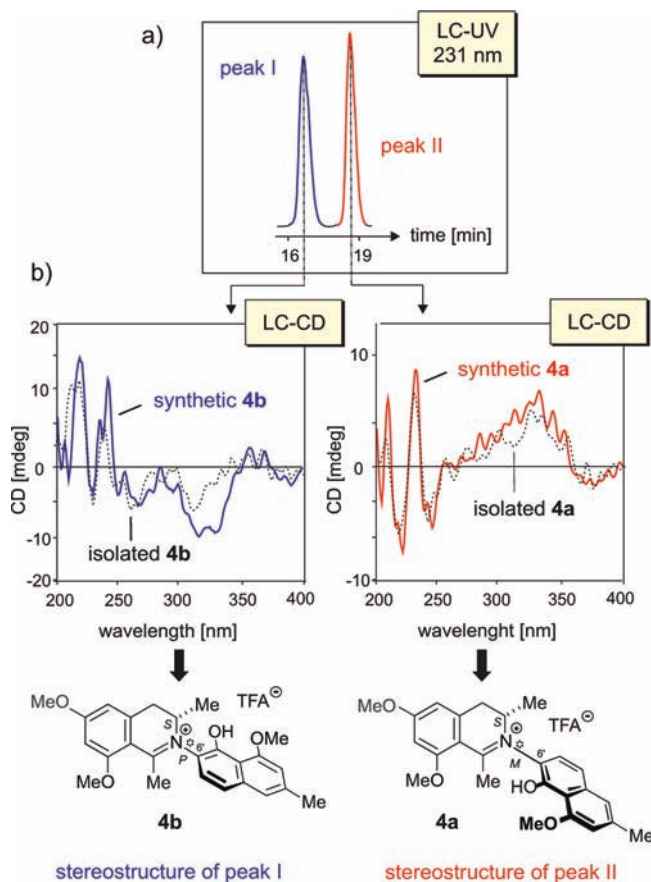 a)
LC-UV
231 nm
peak I
peak II
time [min]
16
19
b)
LC-CD
20
10
0
-10
-20
CD [mdeg]
synthetic 4b
isolated 4b
200
250
300
350
400
wavelength [nm]
LC-CD
10
0
-10
CD [mdeg]
synthetic 4a
isolated 4a
200
250
300
350
400
wavelenght [nm]
MeO
Me
S
TFA⊖
OH
MeO
⊕
N
6'
P
OMe
Me
Me
4b
stereostructure of peak I
MeO
Me
S
TFA⊖
⊕
N
6'
M
OMe
Me
HO
MeO
Me
4a
stereostructure of peak II